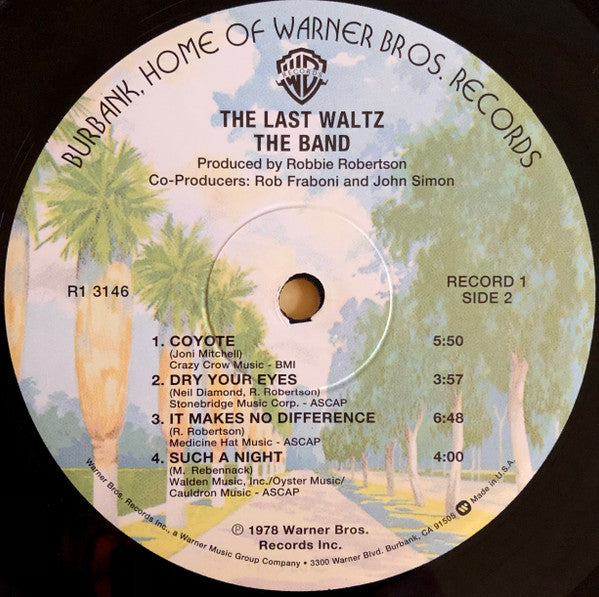 BURBANK, HOME OF WARNER BROS. RECORDS
RECORDS
THE LAST WALTZ
THE BAND
Produced by Robbie Robertson
Co-Producers: Rob Fraboni and John Simon
R1 3146
RECORD 1
SIDE 2
1. COYOTE 5:50
(Joni Mitchell)
Crazy Crow Music - BMI
2. DRY YOUR EYES 3:57
(Neil Diamond, R. Robertson)
Stonebridge Music Corp. - ASCAP
3. IT MAKES NO DIFFERENCE 6:48
(R. Robertson)
Medicine Hat Music - ASCAP
4. SUCH A NIGHT 4:00
(M. Rebennack)
Walden Music, Inc./Oyster Music/
Cauldron Music - ASCAP
℗ 1978 Warner Bros.
Records Inc.
Warner Bros. Records Inc., a Warner Music Group Company • 3300 Warner Blvd. Burbank, CA 91505 Made in U.S.A.